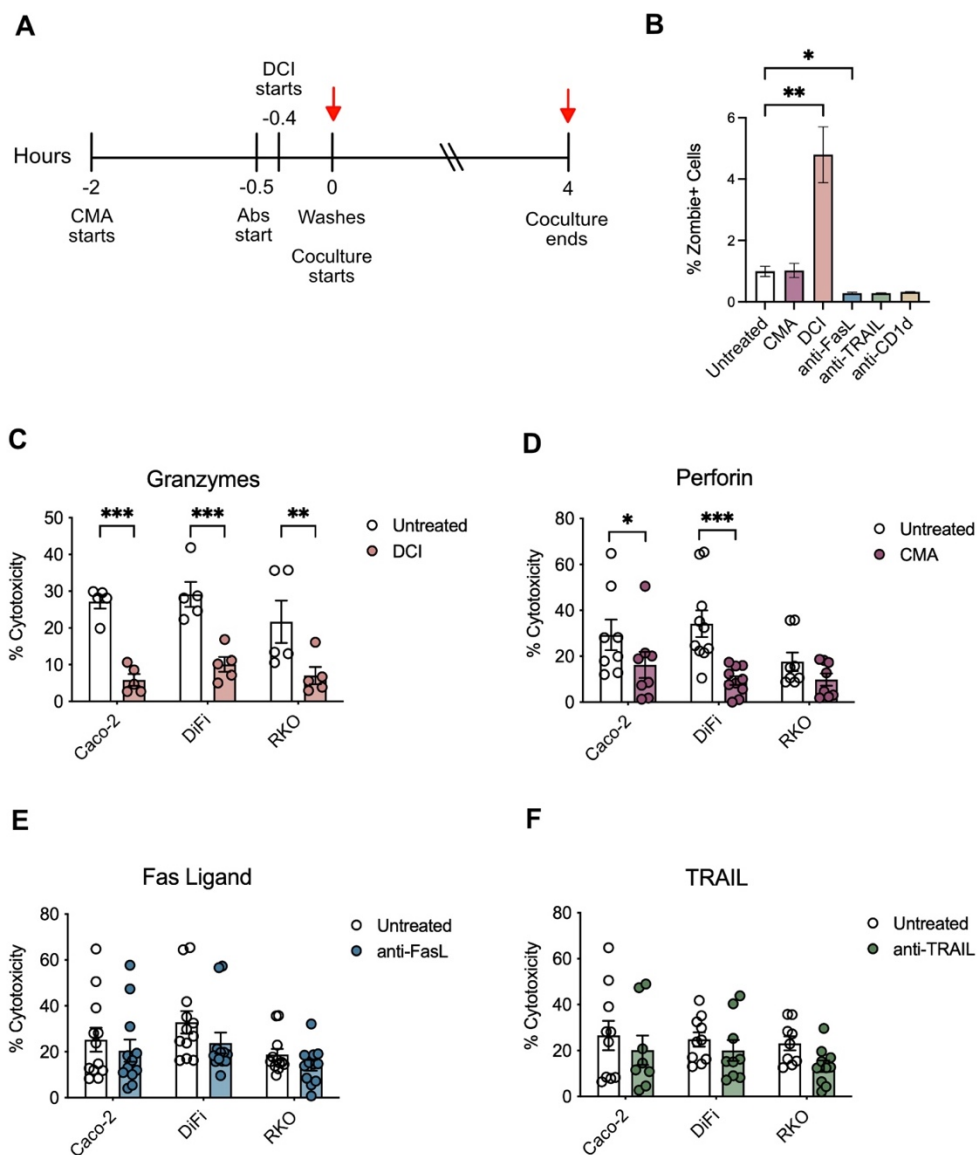 A
DCI
starts
-0.4
Hours
-2
-0.5
0
4
CMA
starts
Abs
start
Washes
Coculture
starts
Coculture
ends
B
*
**
% Zombie+ Cells
6
4
2
0
Untreated
CMA
DCI
anti-FasL
anti-TRAIL
anti-CD1d
C
Granzymes
*** *** **
Untreated
DCI
% Cytotoxicity
50
40
30
20
10
0
Caco-2
DiFi
RKO
D
Perforin
* ***
Untreated
CMA
% Cytotoxicity
80
60
40
20
0
Caco-2
DiFi
RKO
E
Fas Ligand
Untreated
anti-FasL
% Cytotoxicity
80
60
40
20
0
Caco-2
DiFi
RKO
F
TRAIL
Untreated
anti-TRAIL
% Cytotoxicity
80
60
40
20
0
Caco-2
DiFi
RKO